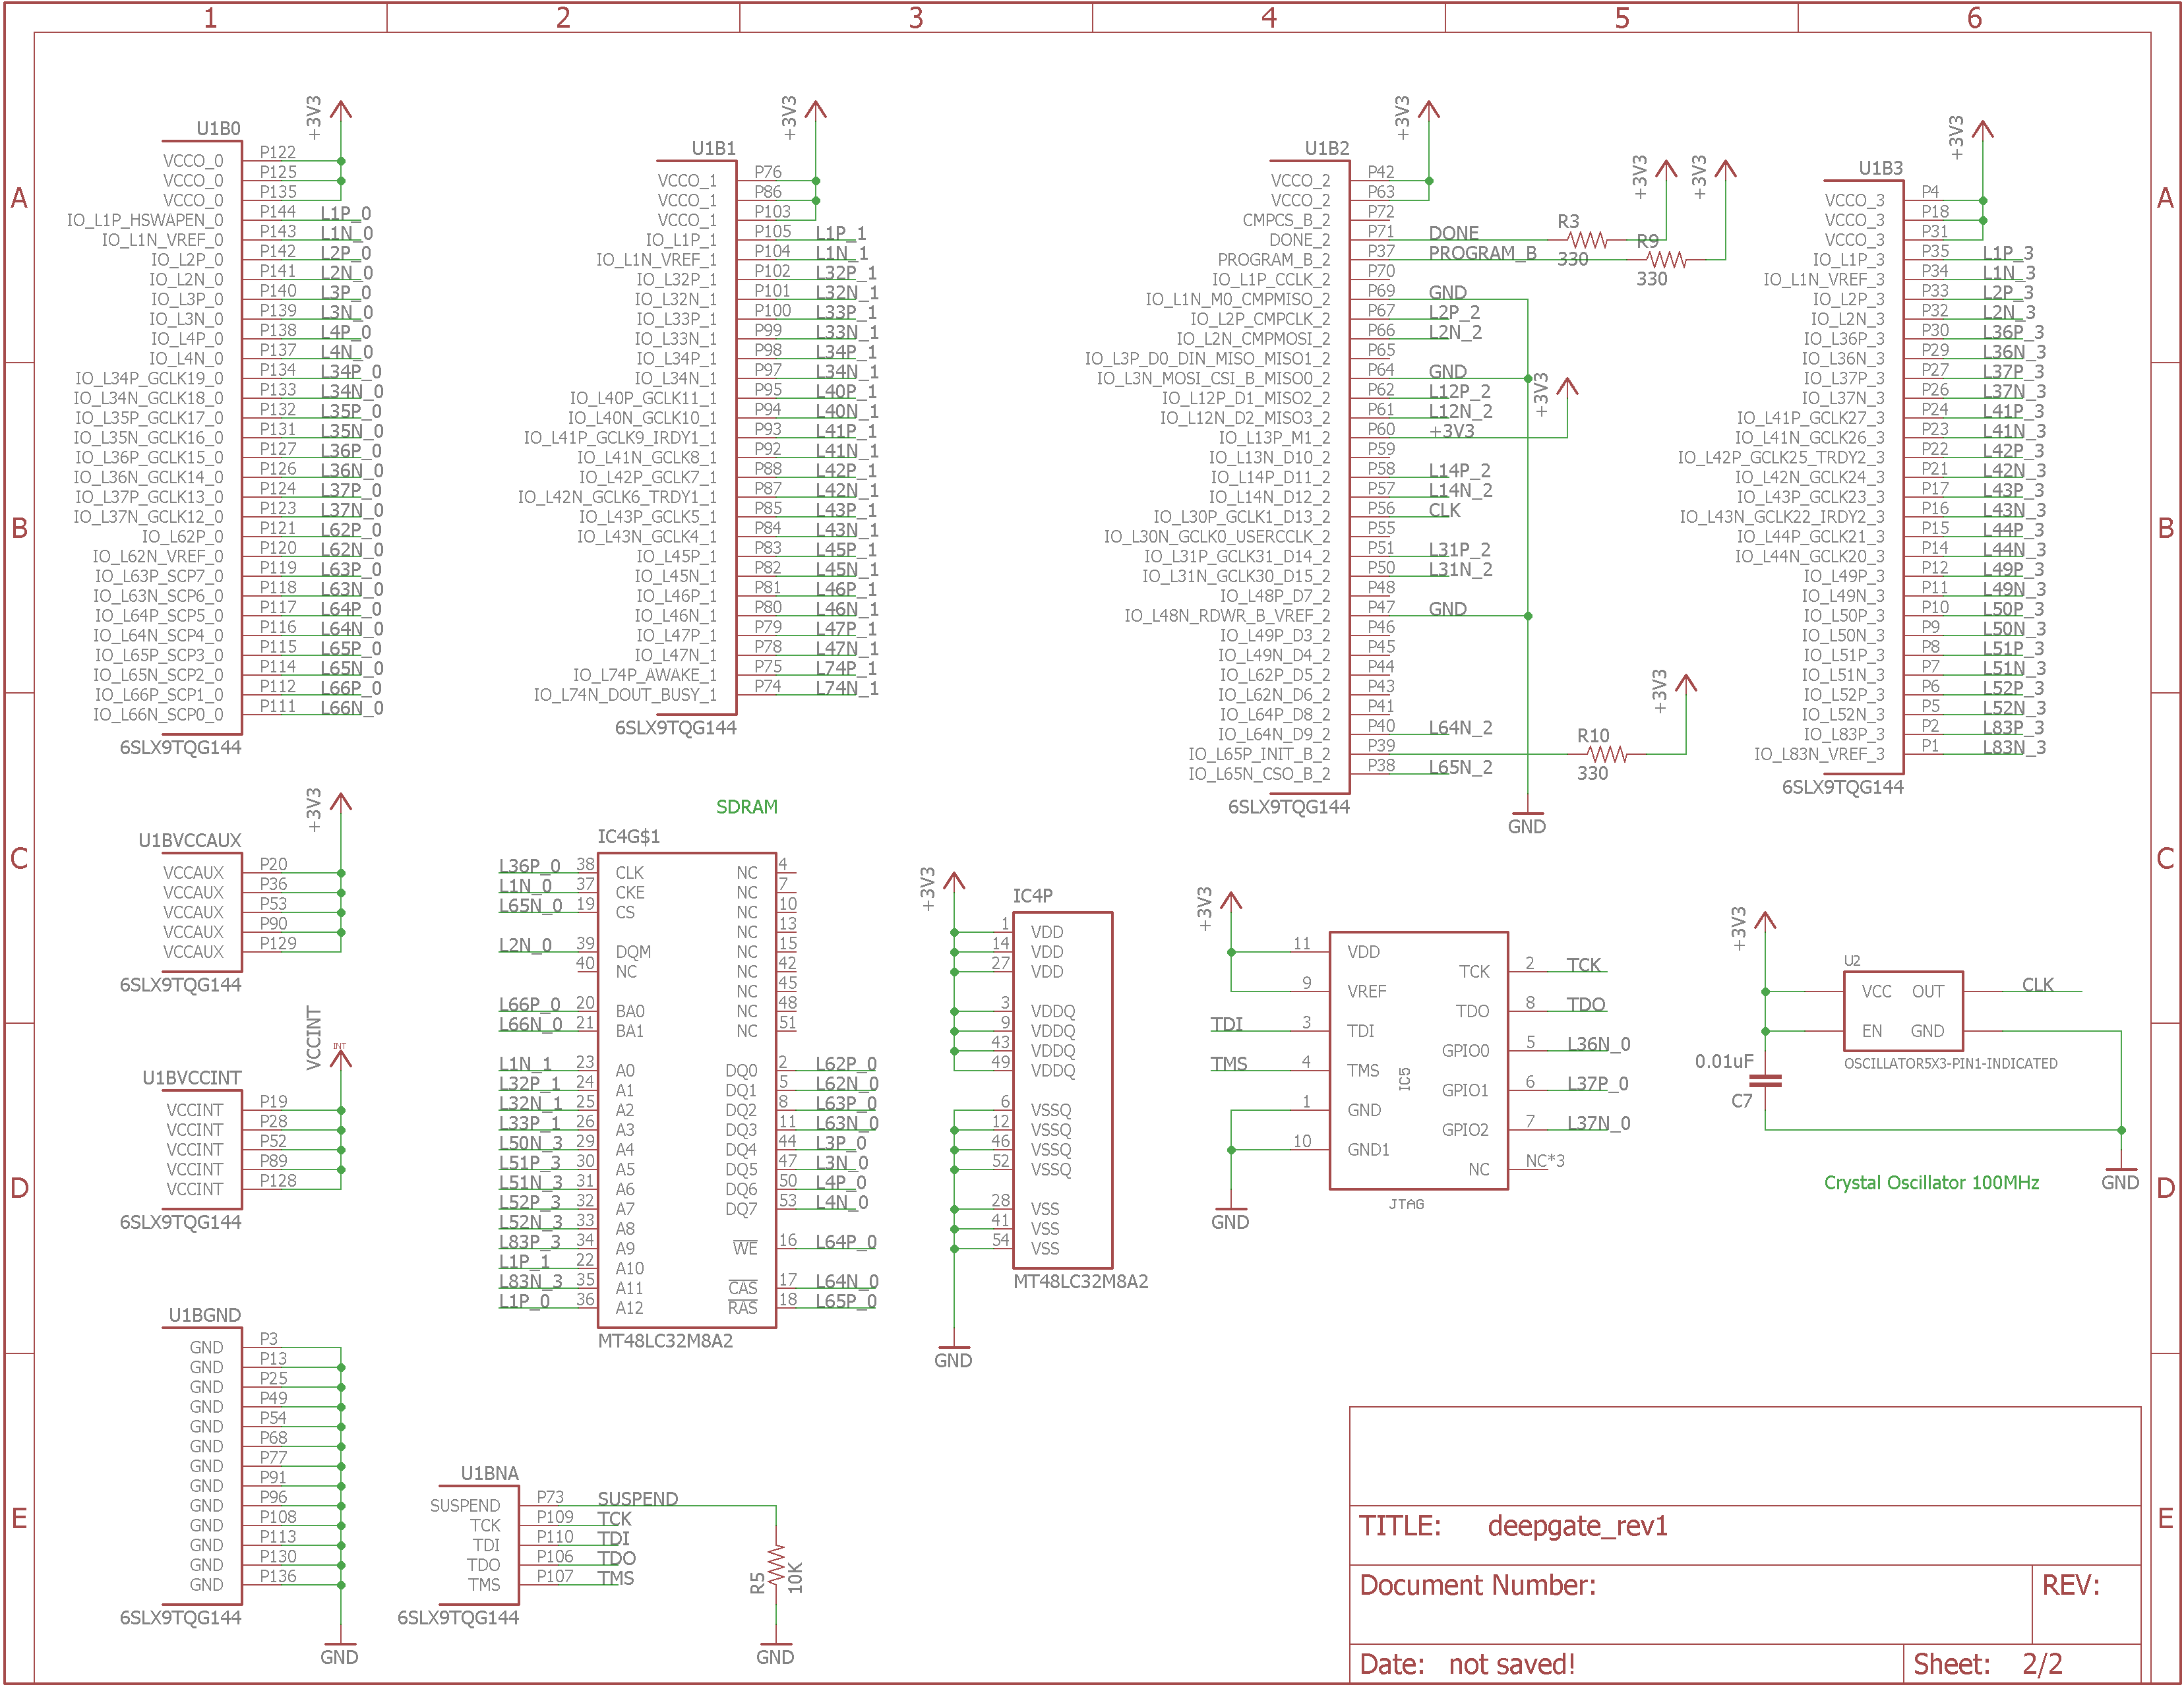 1 2 3 4 5 6
A A
B B
C C
D D
E E
U1B0
+3V3
VCCO_0 P122
VCCO_0 P125
VCCO_0 P135
IO_L1P_HSWAPEN_0 P144 L1P_0
IO_L1N_VREF_0 P143 L1N_0
IO_L2P_0 P142 L2P_0
IO_L2N_0 P141 L2N_0
IO_L3P_0 P140 L3P_0
IO_L3N_0 P139 L3N_0
IO_L4P_0 P138 L4P_0
IO_L4N_0 P137 L4N_0
IO_L34P_GCLK19_0 P134 L34P_0
IO_L34N_GCLK18_0 P133 L34N_0
IO_L35P_GCLK17_0 P132 L35P_0
IO_L35N_GCLK16_0 P131 L35N_0
IO_L36P_GCLK15_0 P127 L36P_0
IO_L36N_GCLK14_0 P126 L36N_0
IO_L37P_GCLK13_0 P124 L37P_0
IO_L37N_GCLK12_0 P123 L37N_0
IO_L62P_0 P121 L62P_0
IO_L62N_VREF_0 P120 L62N_0
IO_L63P_SCP7_0 P119 L63P_0
IO_L63N_SCP6_0 P118 L63N_0
IO_L64P_SCP5_0 P117 L64P_0
IO_L64N_SCP4_0 P116 L64N_0
IO_L65P_SCP3_0 P115 L65P_0
IO_L65N_SCP2_0 P114 L65N_0
IO_L66P_SCP1_0 P112 L66P_0
IO_L66N_SCP0_0 P111 L66N_0
6SLX9TQG144
U1B1
+3V3
VCCO_1 P76
VCCO_1 P86
VCCO_1 P103
IO_L1P_1 P105 L1P_1
IO_L1N_VREF_1 P104 L1N_1
IO_L32P_1 P102 L32P_1
IO_L32N_1 P101 L32N_1
IO_L33P_1 P100 L33P_1
IO_L33N_1 P99 L33N_1
IO_L34P_1 P98 L34P_1
IO_L34N_1 P97 L34N_1
IO_L40P_GCLK11_1 P95 L40P_1
IO_L40N_GCLK10_1 P94 L40N_1
IO_L41P_GCLK9_IRDY1_1 P93 L41P_1
IO_L41N_GCLK8_1 P92 L41N_1
IO_L42P_GCLK7_1 P88 L42P_1
IO_L42N_GCLK6_TRDY1_1 P87 L42N_1
IO_L43P_GCLK5_1 P85 L43P_1
IO_L43N_GCLK4_1 P84 L43N_1
IO_L45P_1 P83 L45P_1
IO_L45N_1 P82 L45N_1
IO_L46P_1 P81 L46P_1
IO_L46N_1 P80 L46N_1
IO_L47P_1 P79 L47P_1
IO_L47N_1 P78 L47N_1
IO_L74P_AWAKE_1 P75 L74P_1
IO_L74N_DOUT_BUSY_1 P74 L74N_1
6SLX9TQG144
U1B2
+3V3
VCCO_2 P42
VCCO_2 P63
CMPCS_B_2 P72
DONE_2 P71 DONE R3 330 +3V3
PROGRAM_B_2 P37 PROGRAM_B R9 330 +3V3
IO_L1P_CCLK_2 P70
IO_L1N_M0_CMPMISO_2 P69 GND
IO_L2P_CMPCLK_2 P67 L2P_2
IO_L2N_CMPMOSI_2 P66 L2N_2
IO_L3P_D0_DIN_MISO_MISO1_2 P65
IO_L3N_MOSI_CSI_B_MISO0_2 P64 GND
IO_L12P_D1_MISO2_2 P62 L12P_2
IO_L12N_D2_MISO3_2 P61 L12N_2
IO_L13P_M1_2 P60 +3V3 +3V3
IO_L13N_D10_2 P59
IO_L14P_D11_2 P58 L14P_2
IO_L14N_D12_2 P57 L14N_2
IO_L30P_GCLK1_D13_2 P56 CLK
IO_L30N_GCLK0_USERCCLK_2 P55
IO_L31P_GCLK31_D14_2 P51 L31P_2
IO_L31N_GCLK30_D15_2 P50 L31N_2
IO_L48P_D7_2 P48
IO_L48N_RDWR_B_VREF_2 P47 GND
IO_L49P_D3_2 P46
IO_L49N_D4_2 P45
IO_L62P_D5_2 P44
IO_L62N_D6_2 P43
IO_L64P_D8_2 P41
IO_L64N_D9_2 P40 L64N_2
IO_L65P_INIT_B_2 P39 R10 330 +3V3
IO_L65N_CSO_B_2 P38 L65N_2
6SLX9TQG144
GND
U1B3
+3V3
VCCO_3 P4
VCCO_3 P18
VCCO_3 P31
IO_L1P_3 P35 L1P_3
IO_L1N_VREF_3 P34 L1N_3
IO_L2P_3 P33 L2P_3
IO_L2N_3 P32 L2N_3
IO_L36P_3 P30 L36P_3
IO_L36N_3 P29 L36N_3
IO_L37P_3 P27 L37P_3
IO_L37N_3 P26 L37N_3
IO_L41P_GCLK27_3 P24 L41P_3
IO_L41N_GCLK26_3 P23 L41N_3
IO_L42P_GCLK25_TRDY2_3 P22 L42P_3
IO_L42N_GCLK24_3 P21 L42N_3
IO_L43P_GCLK23_3 P17 L43P_3
IO_L43N_GCLK22_IRDY2_3 P16 L43N_3
IO_L44P_GCLK21_3 P15 L44P_3
IO_L44N_GCLK20_3 P14 L44N_3
IO_L49P_3 P12 L49P_3
IO_L49N_3 P11 L49N_3
IO_L50P_3 P10 L50P_3
IO_L50N_3 P9 L50N_3
IO_L51P_3 P8 L51P_3
IO_L51N_3 P7 L51N_3
IO_L52P_3 P6 L52P_3
IO_L52N_3 P5 L52N_3
IO_L83P_3 P2 L83P_3
IO_L83N_VREF_3 P1 L83N_3
6SLX9TQG144
+3V3
U1BVCCAUX
VCCAUX P20
VCCAUX P36
VCCAUX P53
VCCAUX P90
VCCAUX P129
6SLX9TQG144
VCCINT
INT
U1BVCCINT
VCCINT P19
VCCINT P28
VCCINT P52
VCCINT P89
VCCINT P128
6SLX9TQG144
U1BGND
GND P3
GND P13
GND P25
GND P49
GND P54
GND P68
GND P77
GND P91
GND P96
GND P108
GND P113
GND P130
GND P136
6SLX9TQG144
GND
SDRAM
IC4G$1
L36P_0 38 CLK NC 4
L1N_0 37 CKE NC 7
L65N_0 19 CS NC 10
NC 13
L2N_0 39 DQM NC 15
40 NC NC 42
NC 45
L66P_0 20 BA0 NC 48
L66N_0 21 BA1 NC 51
L1N_1 23 A0 DQ0 2 L62P_0
L32P_1 24 A1 DQ1 5 L62N_0
L32N_1 25 A2 DQ2 8 L63P_0
L33P_1 26 A3 DQ3 11 L63N_0
L50N_3 29 A4 DQ4 44 L3P_0
L51P_3 30 A5 DQ5 47 L3N_0
L51N_3 31 A6 DQ6 50 L4P_0
L52P_3 32 A7 DQ7 53 L4N_0
L52N_3 33 A8
L83P_3 34 A9 WE 16 L64P_0
L1P_1 22 A10
L83N_3 35 A11 CAS 17 L64N_0
L1P_0 36 A12 RAS 18 L65P_0
MT48LC32M8A2
+3V3
IC4P
1 VDD
14 VDD
27 VDD
3 VDDQ
9 VDDQ
43 VDDQ
49 VDDQ
6 VSSQ
12 VSSQ
46 VSSQ
52 VSSQ
28 VSS
41 VSS
54 VSS
MT48LC32M8A2
GND
+3V3
11 VDD
TCK 2 TCK
9 VREF
TDO 8 TDO
TDI 3 TDI
GPIO0 5 L36N_0
TMS 4 TMS
IC5
GPIO1 6 L37P_0
1 GND
GPIO2 7 L37N_0
10 GND1
NC NC*3
JTAG
GND
+3V3
U2
VCC OUT CLK
EN GND
OSCILLATOR5X3-PIN1-INDICATED
0.01uF
C7
Crystal Oscillator 100MHz
GND
U1BNA
SUSPEND P73 SUSPEND
TCK P109 TCK
TDI P110 TDI
TDO P106 TDO
TMS P107 TMS
6SLX9TQG144
R5 10K
GND
TITLE: deepgate_rev1
Document Number: REV:
Date: not saved! Sheet: 2/2